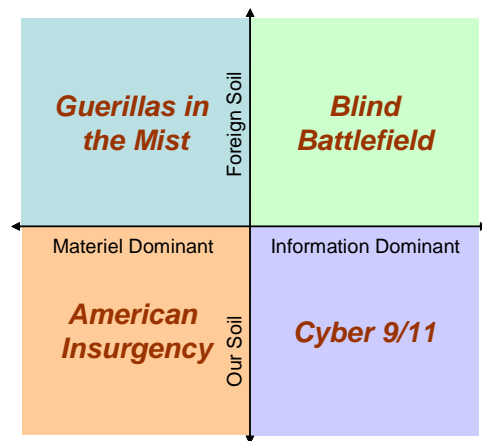 Guerillas in
the Mist
Foreign Soil
Blind
Battlefield
Materiel Dominant
Information Dominant
American
Insurgency
Our Soil
Cyber 9/11